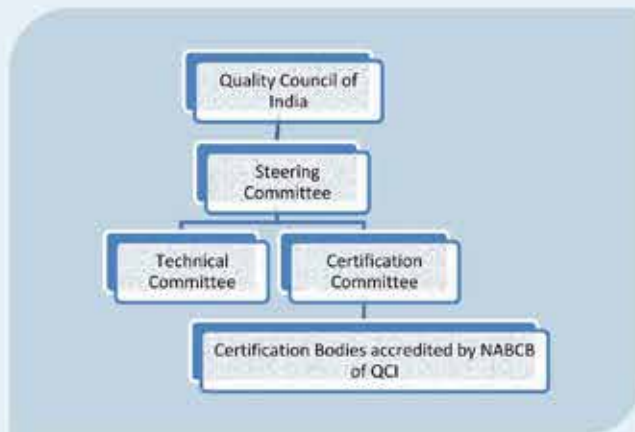 Quality Council of
India
Steering
Committee
Technical
Committee
Certification
Committee
Certification Bodies accredited by NABCB
of QCI